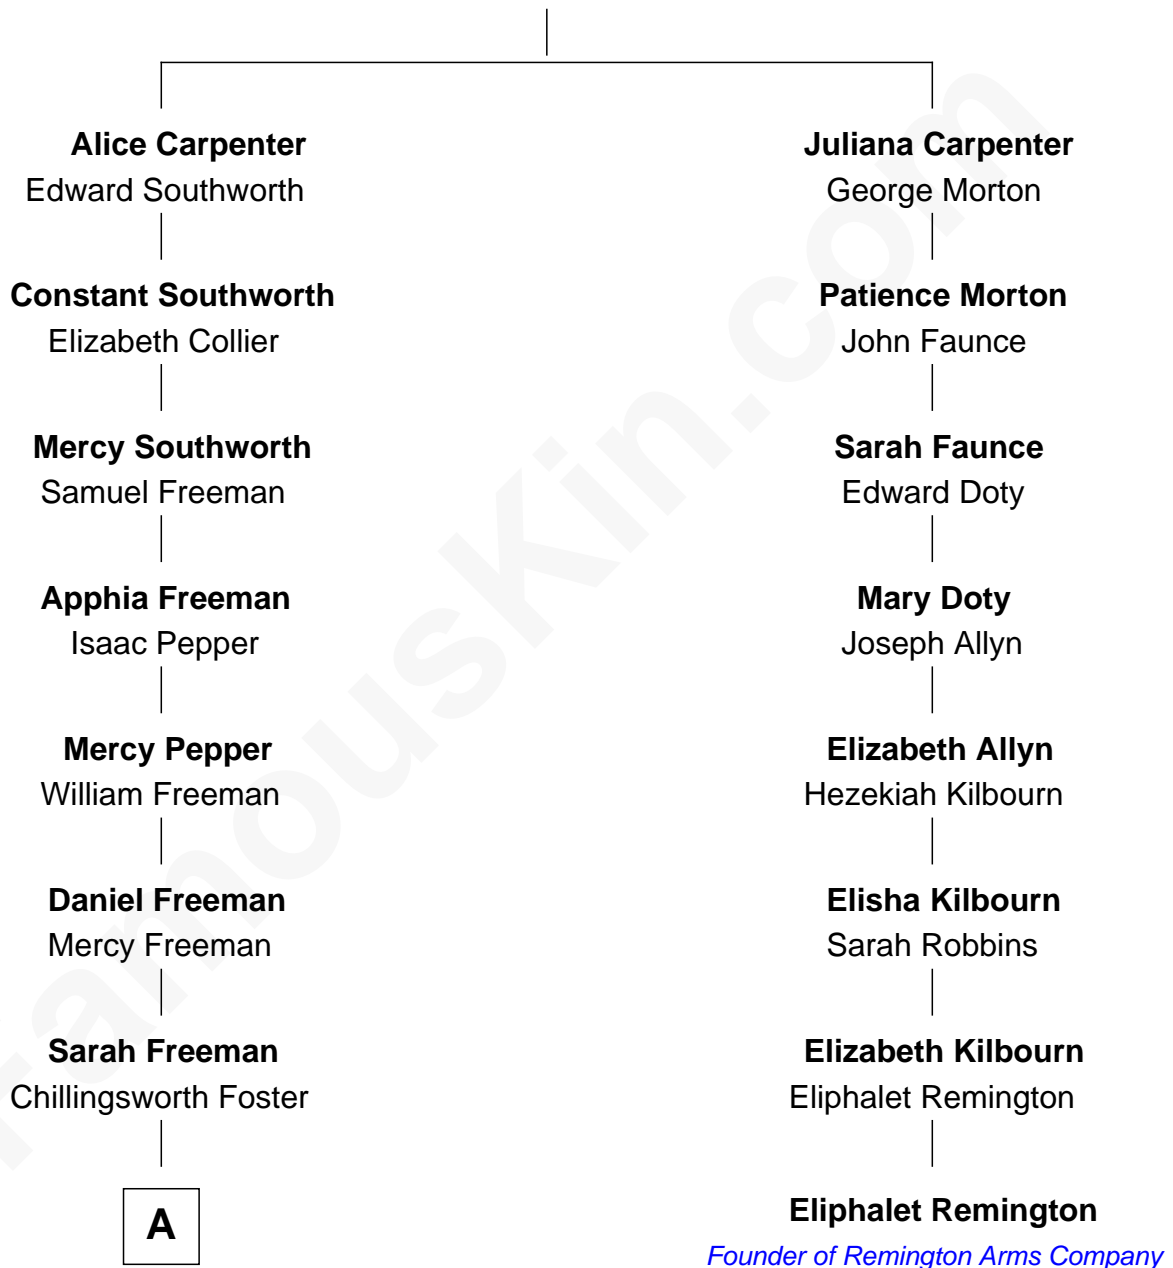 Alice Carpenter
Edward Southworth
Constant Southworth
Elizabeth Collier
Mercy Southworth
Samuel Freeman
Apphia Freeman
Isaac Pepper
Mercy Pepper
William Freeman
Daniel Freeman
Mercy Freeman
Sarah Freeman
Chillingsworth Foster
A
Juliana Carpenter
George Morton
Patience Morton
John Faunce
Sarah Faunce
Edward Doty
Mary Doty
Joseph Allyn
Elizabeth Allyn
Hezekiah Kilbourn
Elisha Kilbourn
Sarah Robbins
Elizabeth Kilbourn
Eliphalet Remington
Eliphalet Remington
Founder of Remington Arms Company
FamousKin.com